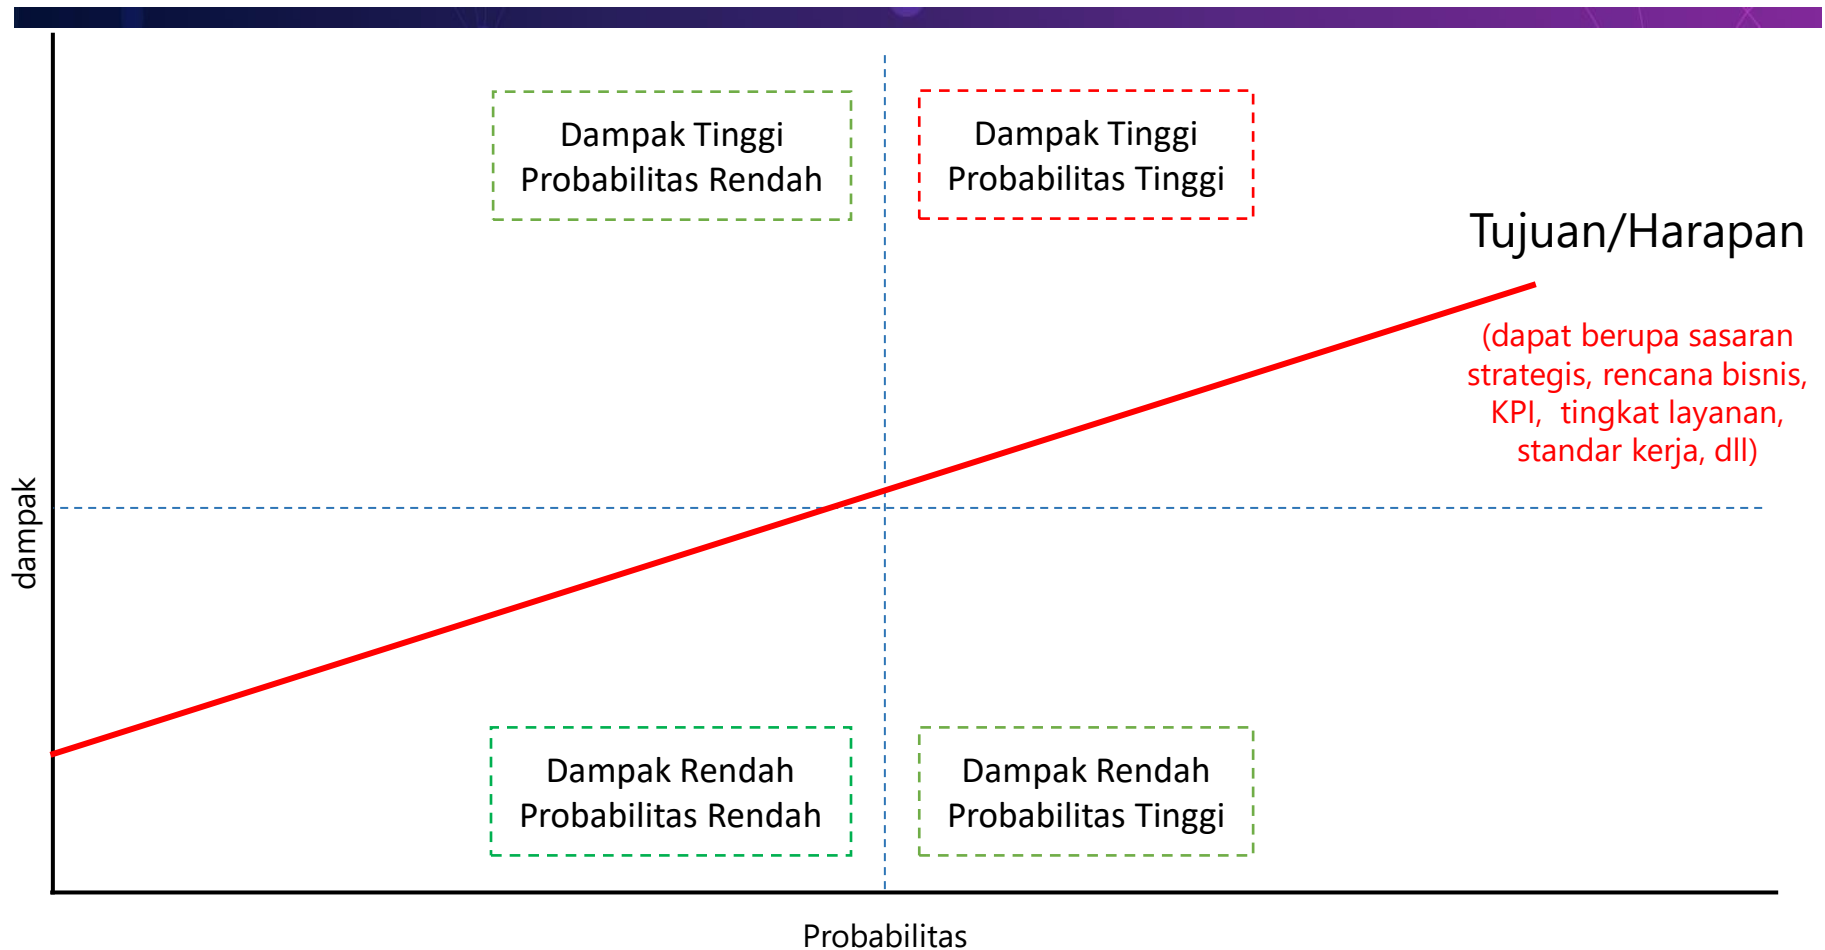 Dampak Tinggi
Probabilitas Rendah
Dampak Tinggi
Probabilitas Tinggi
Tujuan/Harapan
(dapat berupa sasaran
strategis, rencana bisnis,
KPI,  tingkat layanan,
standar kerja, dll)
dampak
Dampak Rendah
Probabilitas Rendah
Dampak Rendah
Probabilitas Tinggi
Probabilitas